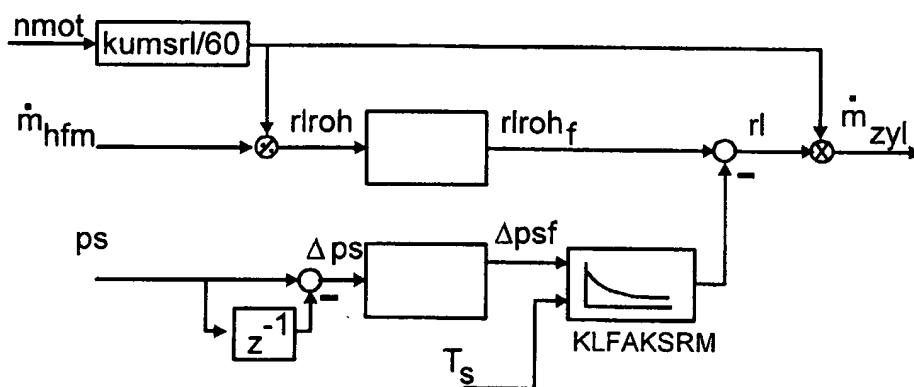 nmot
kumsrl/60
ṁhfm
rlroh
rlrohf
rl
ṁzyl
ps
Δps
Δpsf
z-1
Ts
KLFAKSRM